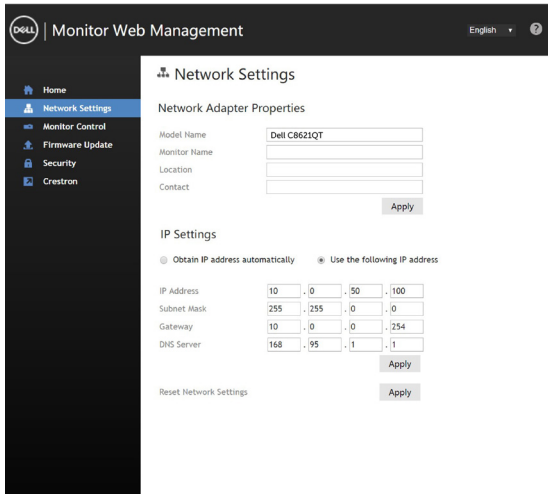 DELL | Monitor Web Management
English
?
Home
Network Settings
Monitor Control
Firmware Update
Security
Crestron
Network Settings
Network Adapter Properties
Model Name Dell C8621QT
Monitor Name
Location
Contact
Apply
IP Settings
Obtain IP address automatically Use the following IP address
IP Address 10 . 0 . 50 . 100
Subnet Mask 255 . 255 . 0 . 0
Gateway 10 . 0 . 0 . 254
DNS Server 168 . 95 . 1 . 1
Apply
Reset Network Settings Apply